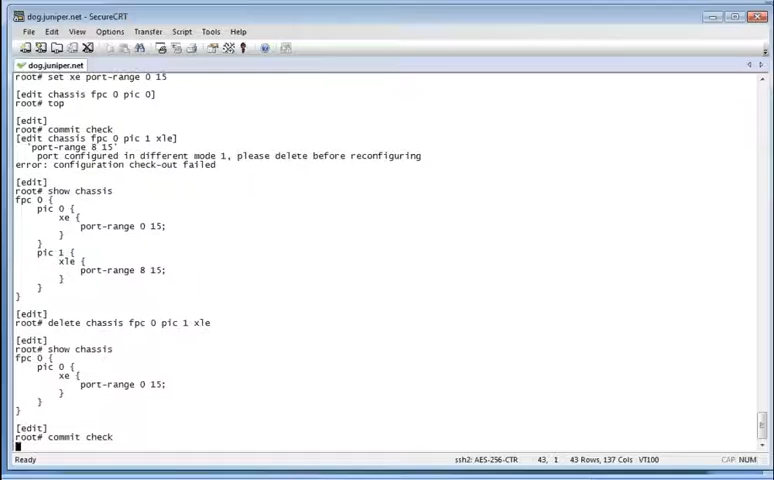 dog.juniper.net - SecureCRT
File Edit View Options Transfer Script Tools Help
dog.juniper.net
root# set xe port-range 0 15
[edit chassis fpc 0 pic 0]
root# top
[edit]
root# commit check
[edit chassis fpc 0 pic 1 xle]
'port-range 8 15'
port configured in different mode 1, please delete before reconfiguring
error: configuration check-out failed
[edit]
root# show chassis
fpc 0 {
pic 0 {
xe {
port-range 0 15;
}
}
pic 1 {
xle {
port-range 8 15;
}
}
}
[edit]
root# delete chassis fpc 0 pic 1 xle
[edit]
root# show chassis
fpc 0 {
pic 0 {
xe {
port-range 0 15;
}
}
}
[edit]
root# commit check
Ready ssh2: AES-256-CTR 43, 1 43 Rows, 137 Cols VT100 CAP NUM